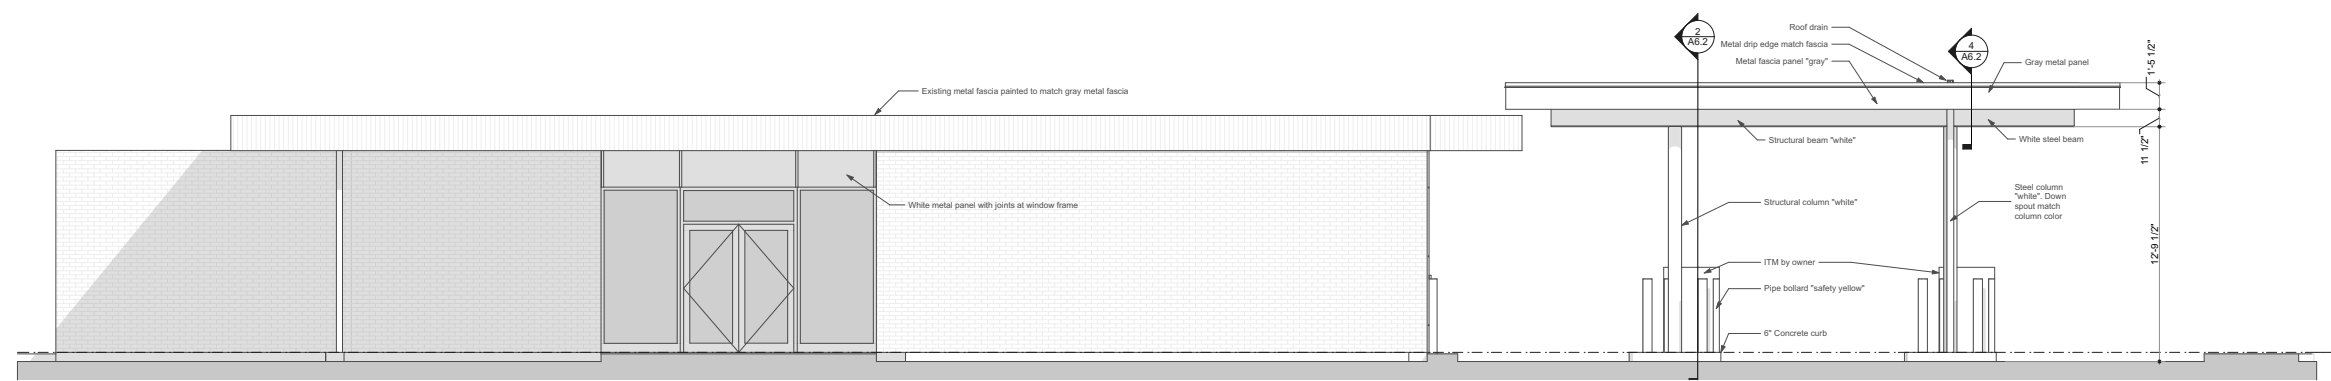 2
A6.2
Roof drain
Metal drip edge match fascia
Metal fascia panel "gray"
4
A6.2
Gray metal panel
1'-5 1/2"
Existing metal fascia painted to match gray metal fascia
Structural beam "white"
White steel beam
11 1/2"
White metal panel with joints at window frame
Structural column "white"
Steel column
"white". Down
spout match
column color
12'-9 1/2"
ITM by owner
Pipe bollard "safety yellow"
6" Concrete curb